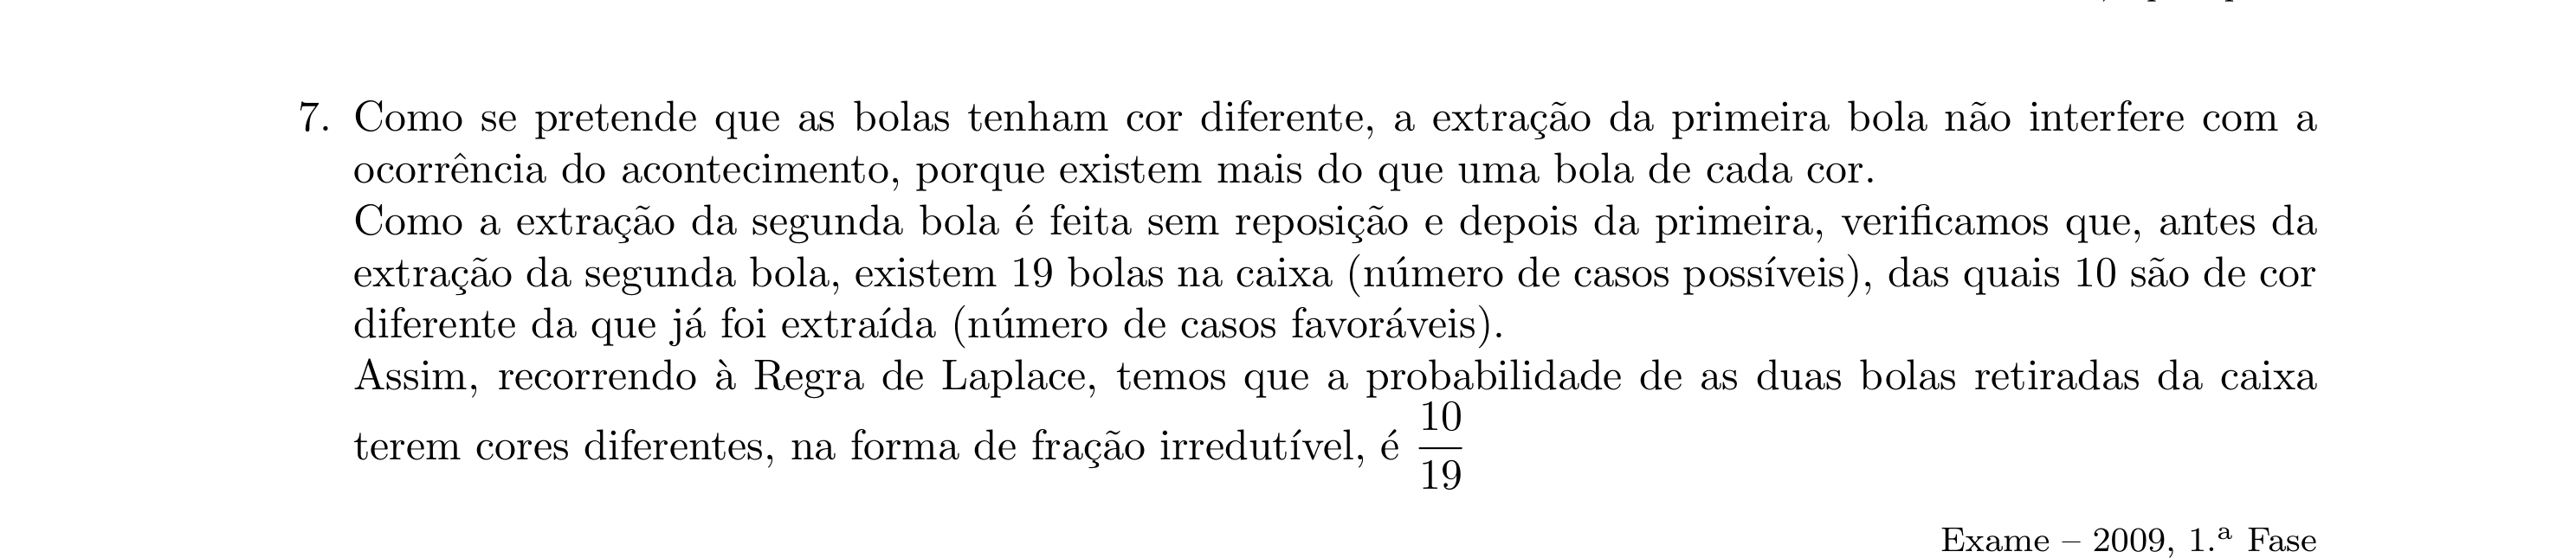 7. Como se pretende que as bolas tenham cor diferente, a extração da primeira bola não interfere com a
ocorrência do acontecimento, porque existem mais do que uma bola de cada cor.
Como a extração da segunda bola é feita sem reposição e depois da primeira, verificamos que, antes da
extração da segunda bola, existem 19 bolas na caixa (número de casos possíveis), das quais 10 são de cor
diferente da que já foi extraída (número de casos favoráveis).
Assim, recorrendo à Regra de Laplace, temos que a probabilidade de as duas bolas retiradas da caixa
terem cores diferentes, na forma de fração irredutível, é 10/19
Exame – 2009, 1.ª Fase